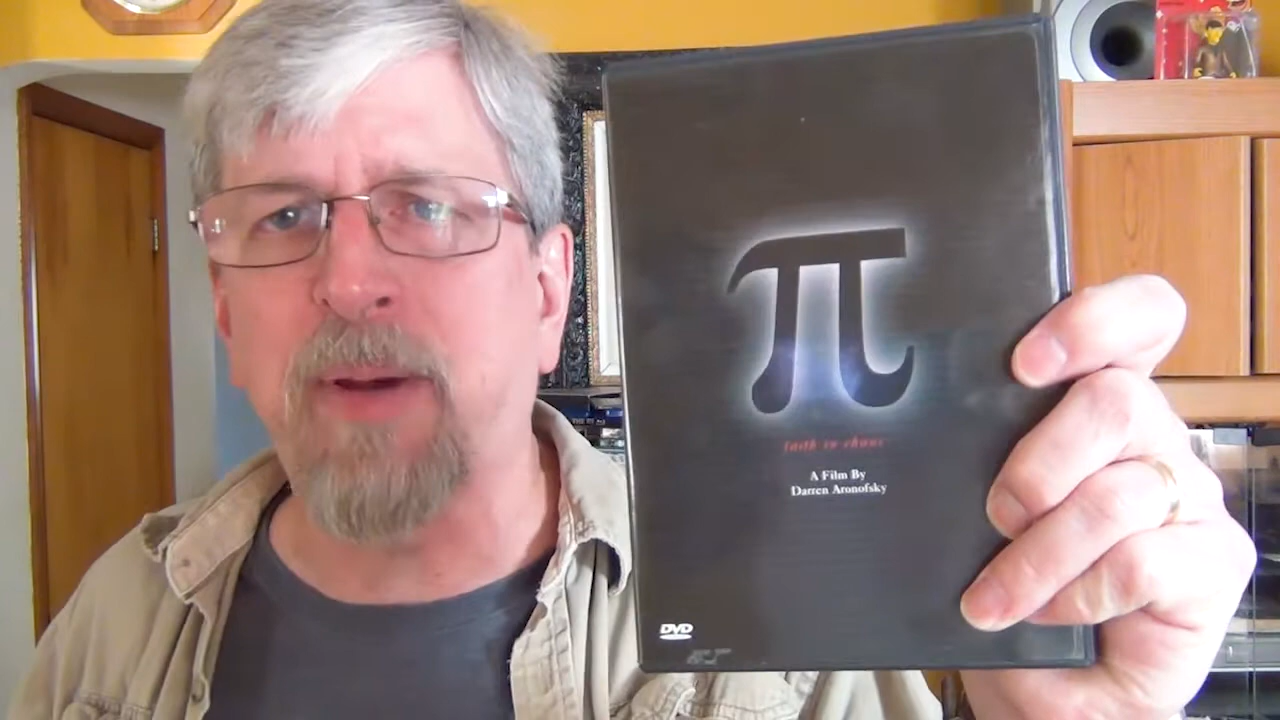 π
faith in chaos
A Film By
Darren Aronofsky
DVD